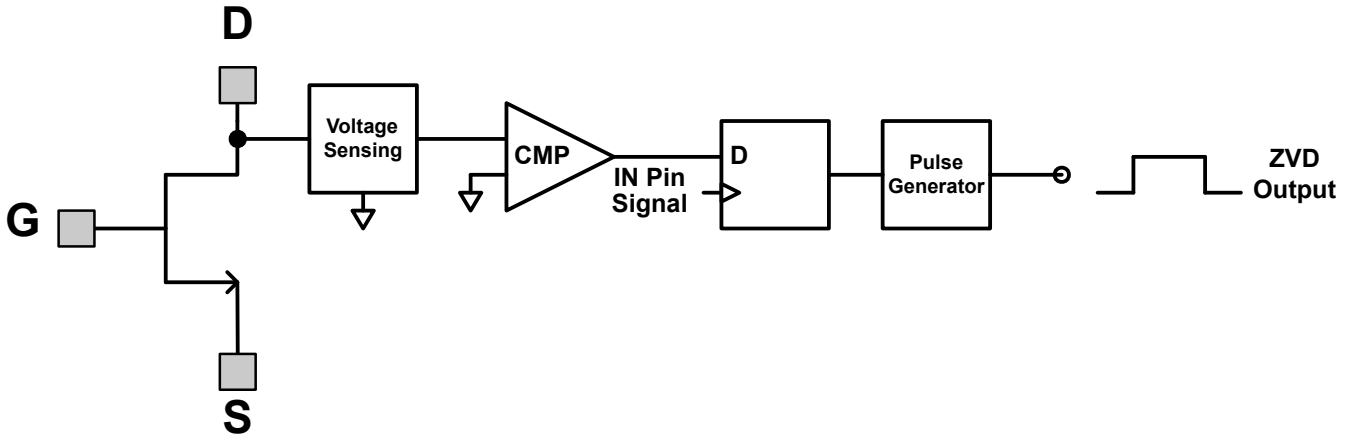 D
Voltage
Sensing
CMP
D
IN Pin
Signal
Pulse
Generator
ZVD
Output
G
S